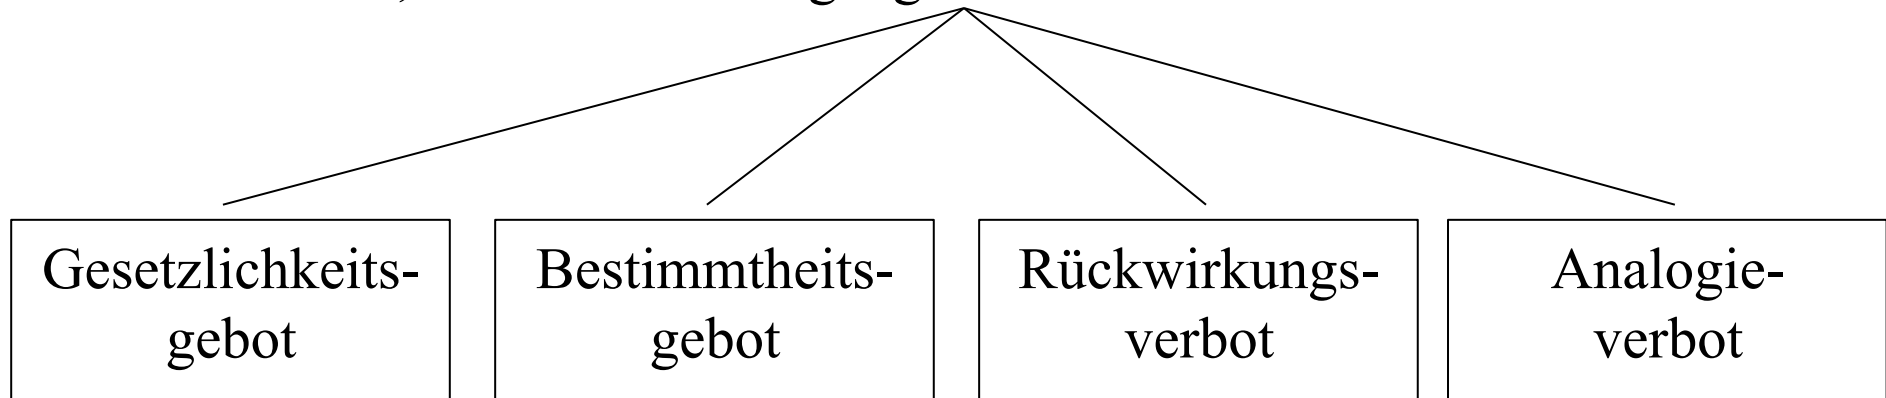 Gesetzlichkeits-
gebot
Bestimmtheits-
gebot
Rückwirkungs-
verbot
Analogie-
verbot